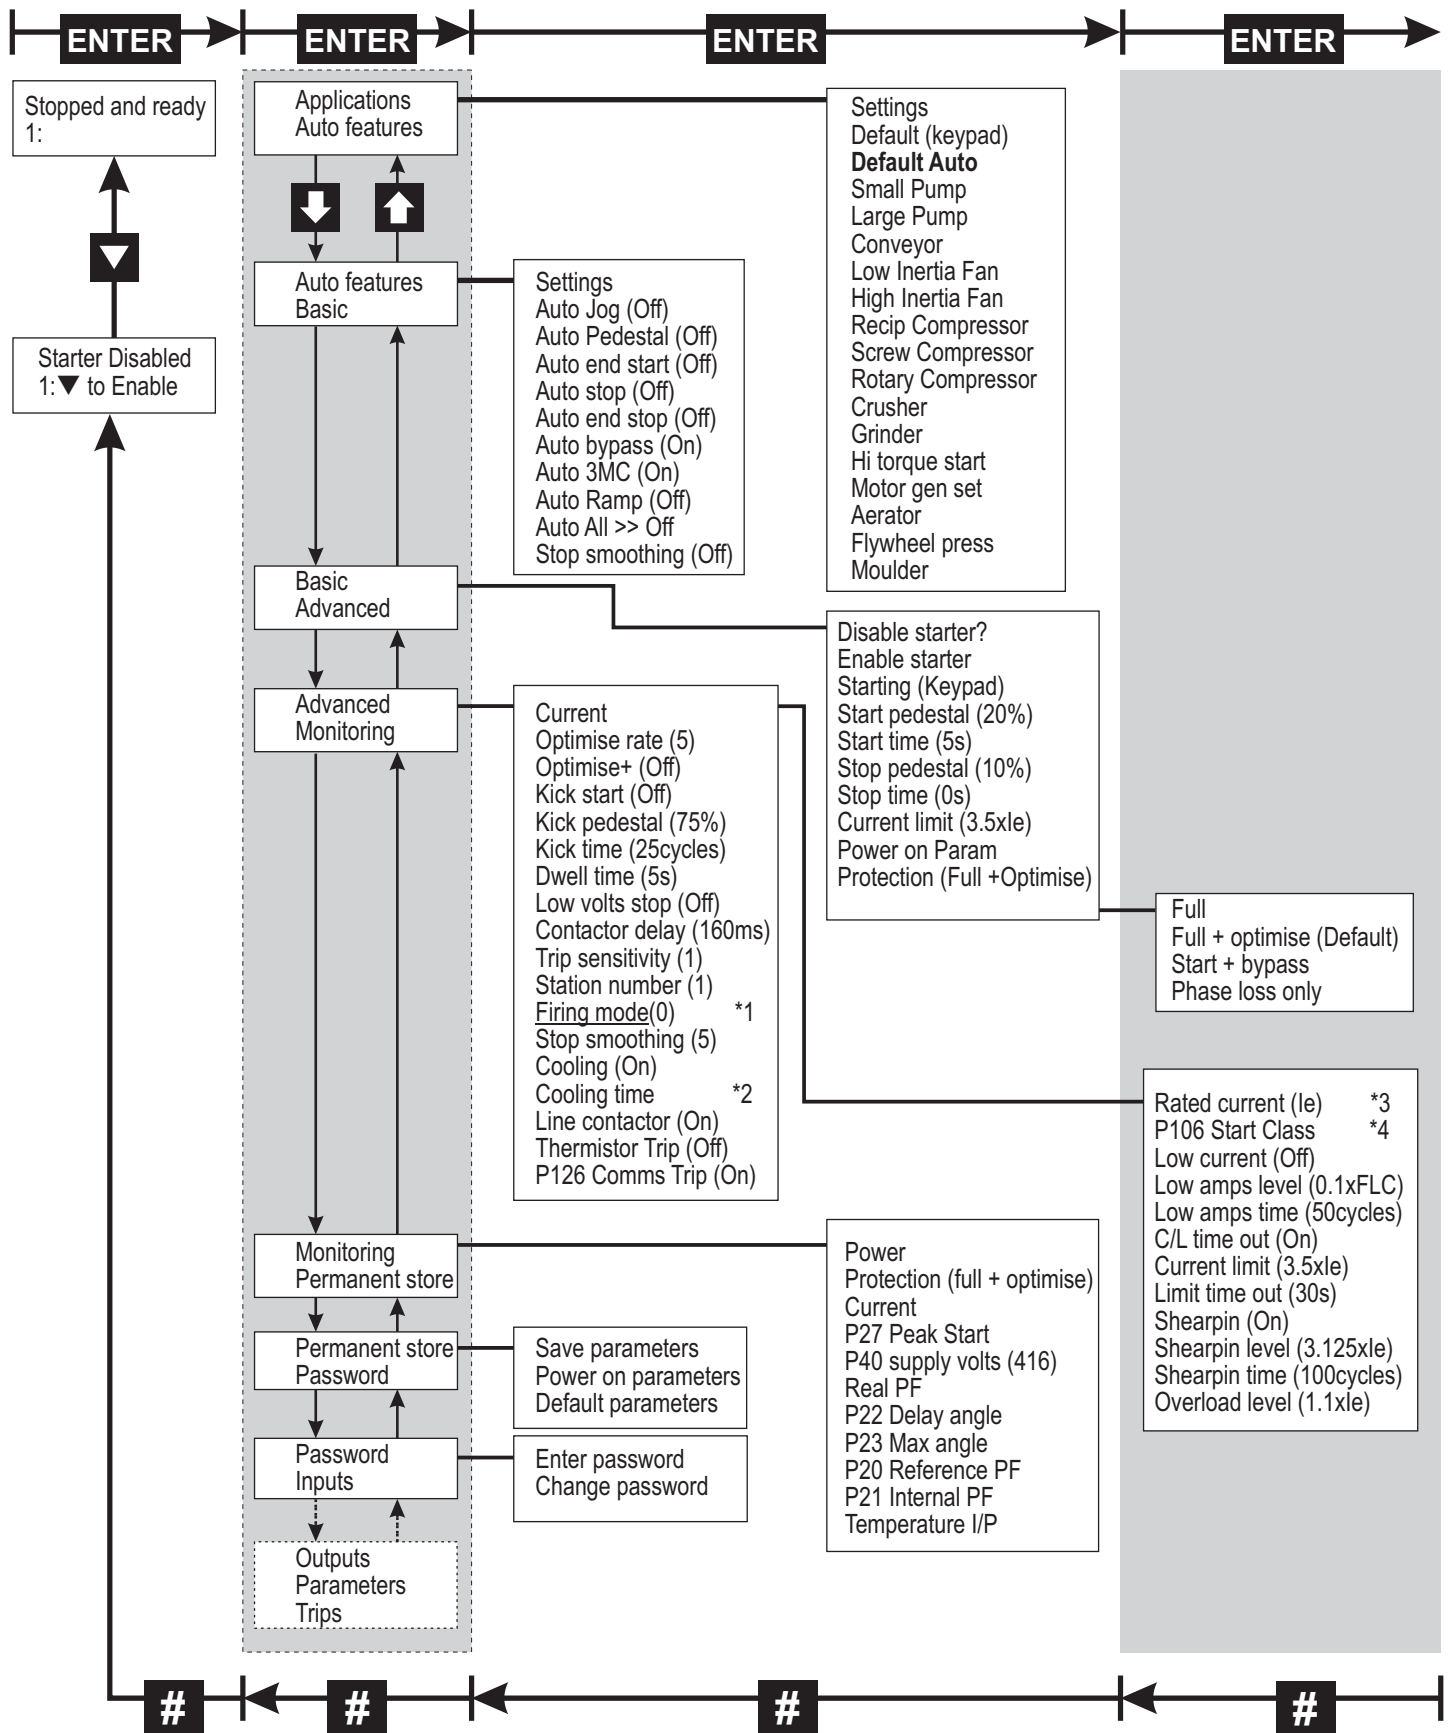 ENTER
ENTER
ENTER
ENTER
Stopped and ready
1:
Starter Disabled
1:▼ to Enable
Applications
Auto features
Auto features
Basic
Basic
Advanced
Advanced
Monitoring
Monitoring
Permanent store
Permanent store
Password
Password
Inputs
Outputs
Parameters
Trips
Settings
Auto Jog (Off)
Auto Pedestal (Off)
Auto end start (Off)
Auto stop (Off)
Auto end stop (Off)
Auto bypass (On)
Auto 3MC (On)
Auto Ramp (Off)
Auto All >> Off
Stop smoothing (Off)
Current
Optimise rate (5)
Optimise+ (Off)
Kick start (Off)
Kick pedestal (75%)
Kick time (25cycles)
Dwell time (5s)
Low volts stop (Off)
Contactor delay (160ms)
Trip sensitivity (1)
Station number (1)
Firing mode(0) *1
Stop smoothing (5)
Cooling (On)
Cooling time *2
Line contactor (On)
Thermistor Trip (Off)
P126 Comms Trip (On)
Save parameters
Power on parameters
Default parameters
Enter password
Change password
Settings
Default (keypad)
Default Auto
Small Pump
Large Pump
Conveyor
Low Inertia Fan
High Inertia Fan
Recip Compressor
Screw Compressor
Rotary Compressor
Crusher
Grinder
Hi torque start
Motor gen set
Aerator
Flywheel press
Moulder
Disable starter?
Enable starter
Starting (Keypad)
Start pedestal (20%)
Start time (5s)
Stop pedestal (10%)
Stop time (0s)
Current limit (3.5xIe)
Power on Param
Protection (Full +Optimise)
Power
Protection (full + optimise)
Current
P27 Peak Start
P40 supply volts (416)
Real PF
P22 Delay angle
P23 Max angle
P20 Reference PF
P21 Internal PF
Temperature I/P
Full
Full + optimise (Default)
Start + bypass
Phase loss only
Rated current (Ie) *3
P106 Start Class *4
Low current (Off)
Low amps level (0.1xFLC)
Low amps time (50cycles)
C/L time out (On)
Current limit (3.5xIe)
Limit time out (30s)
Shearpin (On)
Shearpin level (3.125xIe)
Shearpin time (100cycles)
Overload level (1.1xIe)
#
#
#
#